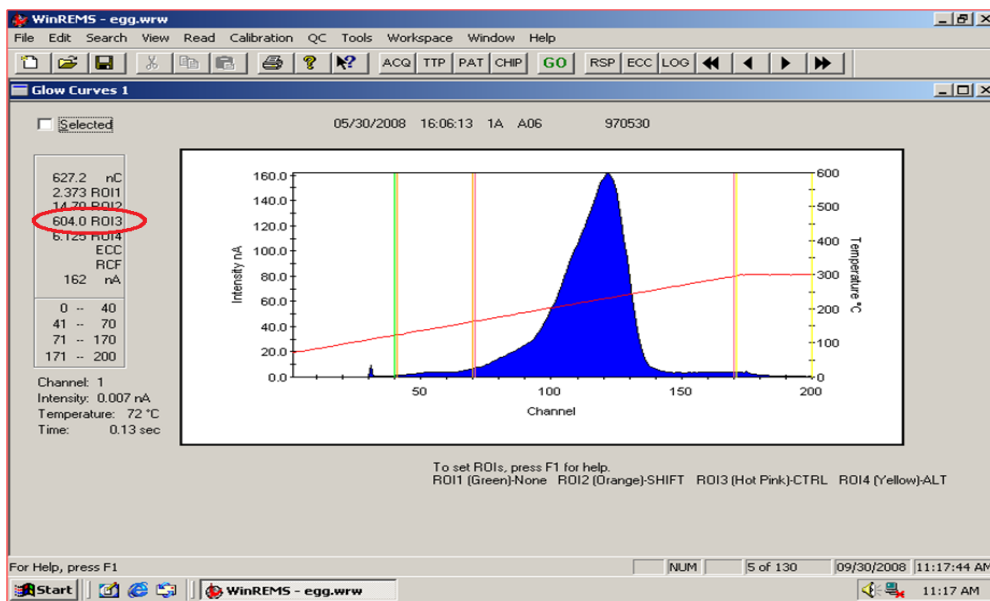 WinREMS - egg.wrw
File Edit Search View Read Calibration QC Tools Workspace Window Help
ACQ TTP PAT CHIP GO RSP ECC LOG
Glow Curves 1
Selected
05/30/2008 16:06:13 1A A06 970530
627.2 nC
2.373 ROI1
14.70 ROI2
604.0 ROI3
6.125 ROI4
ECC
RCF
162 nA
0 -- 40
41 -- 70
71 -- 170
171 -- 200
Channel: 1
Intensity: 0.007 nA
Temperature: 72 °C
Time: 0.13 sec
Intensity nA
160.0
140.0
120.0
100.0
80.0
60.0
40.0
20.0
0.0
50 100 150 200
Channel
600
500
400
300
200
100
0
Temperature °C
To set ROIs, press F1 for help.
ROI1 (Green)-None ROI2 (Orange)-SHIFT ROI3 (Hot Pink)-CTRL ROI4 (Yellow)-ALT
For Help, press F1 NUM 5 of 130 09/30/2008 11:17:44 AM
Start WinREMS - egg.wrw 11:17 AM